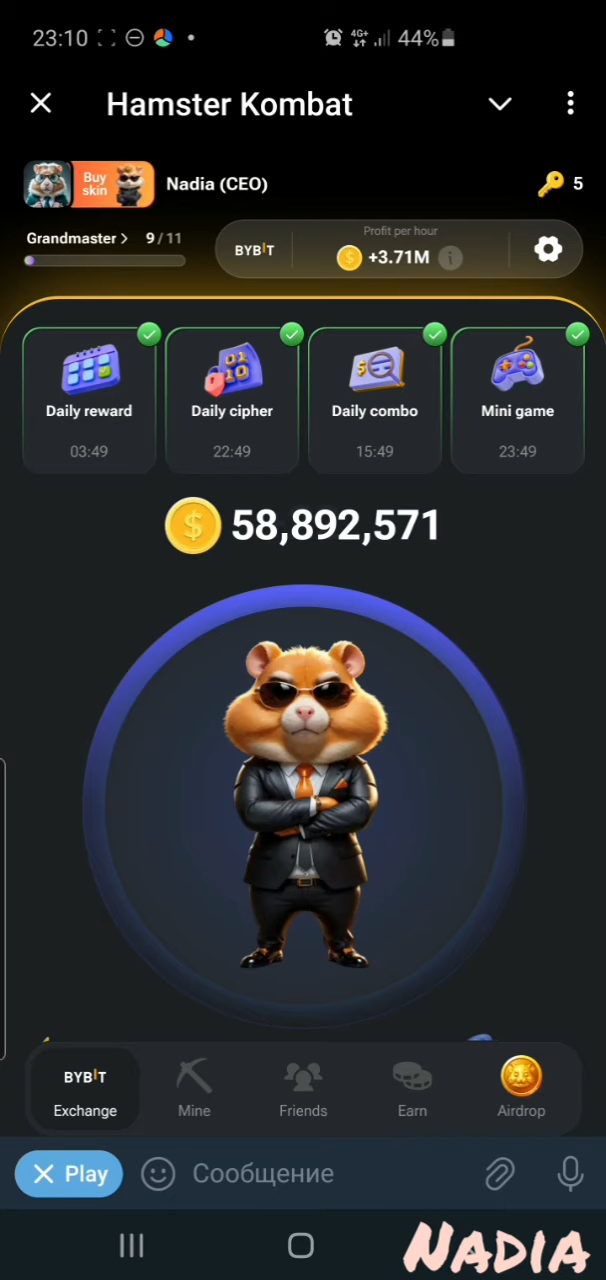 23:10 4G+ 44%
Hamster Kombat
Buy skin Nadia (CEO) 5
Grandmaster 9/11
BYBIT Profit per hour +3.71M
Daily reward Daily cipher Daily combo Mini game
03:49 22:49 15:49 23:49
58,892,571
BYBIT
Exchange Mine Friends Earn Airdrop
Play Сообщение
NADIA